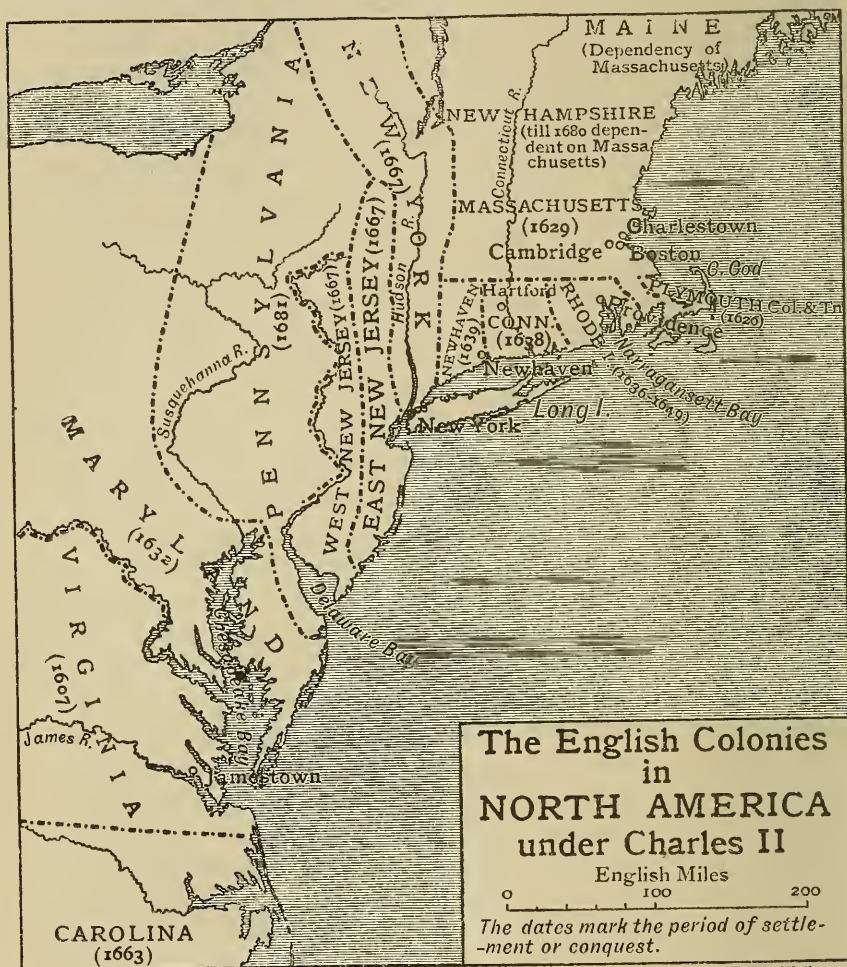 MAINE
(Dependency of
Massachusetts)
NEW HAMPSHIRE
(till 1680 depen-
dent on Massa
chusetts)
Connecticut R.
MASSACHUSETTS
(1629)
Charlestown
Cambridge
Boston
C. Cod
PLYMOUTH Col. & Tn
(1620)
Hartford
NEWHAVEN
(1639)
CONN.
(1638)
RHODE I. (1636-1649)
Providence
Narragansett Bay
Newhaven
Long I.
NEW YORK
(1667)
Hudson R.
New York
EAST NEW JERSEY (1667)
WEST NEW JERSEY (1667)
PENNSYLVANIA
(1681)
Susquehanna R.
MARYLAND
(1632)
Delaware Bay
Chesapeake Bay
VIRGINIA
(1607)
James R.
Jamestown
CAROLINA
(1663)
The English Colonies
in
NORTH AMERICA
under Charles II
English Miles
0 100 200
The dates mark the period of settle-
-ment or conquest.